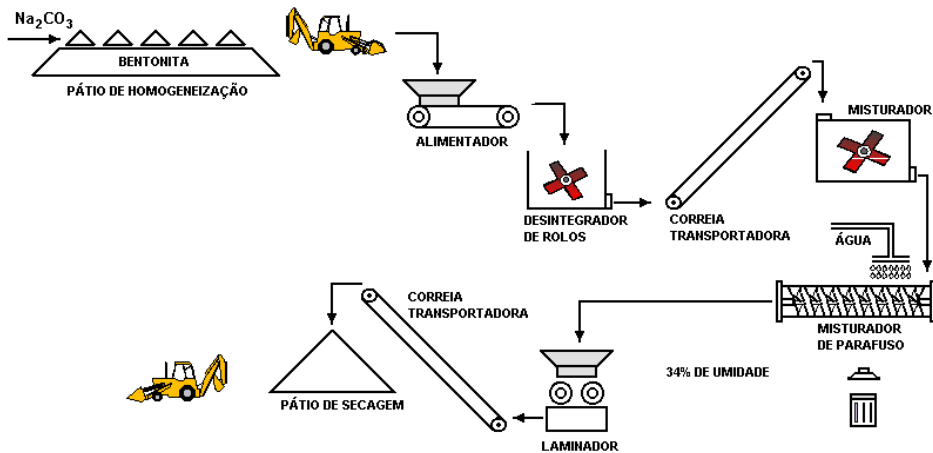 Na₂CO₃
BENTONITA
PÁTIO DE HOMOGENEIZAÇÃO
ALIMENTADOR
DESINTEGRADOR
DE ROLOS
CORREIA
TRANSPORTADORA
MISTURADOR
ÁGUA
MISTURADOR
DE PARAFUSO
34% DE UMIDADE
LAMINADOR
CORREIA
TRANSPORTADORA
PÁTIO DE SECAGEM